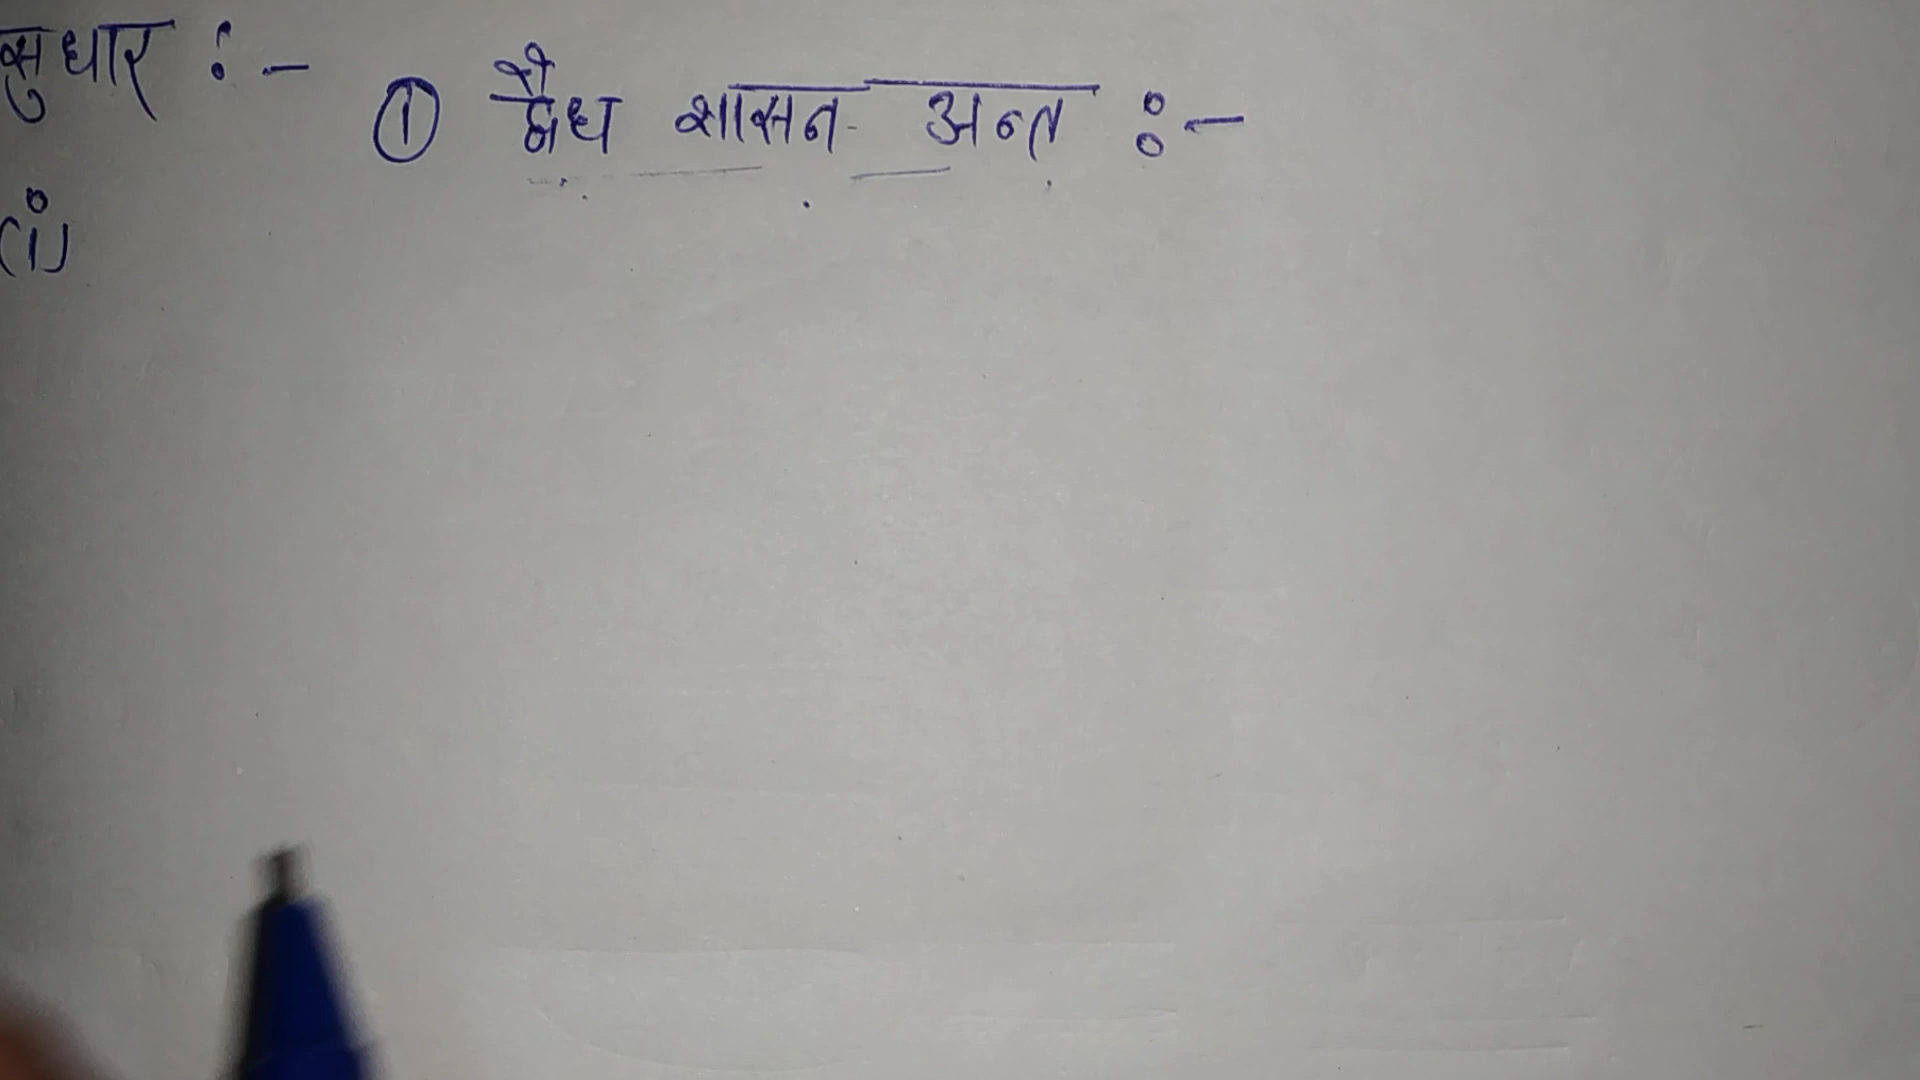 सुधार :-
① द्वैध शासन अन्त :-
(i)